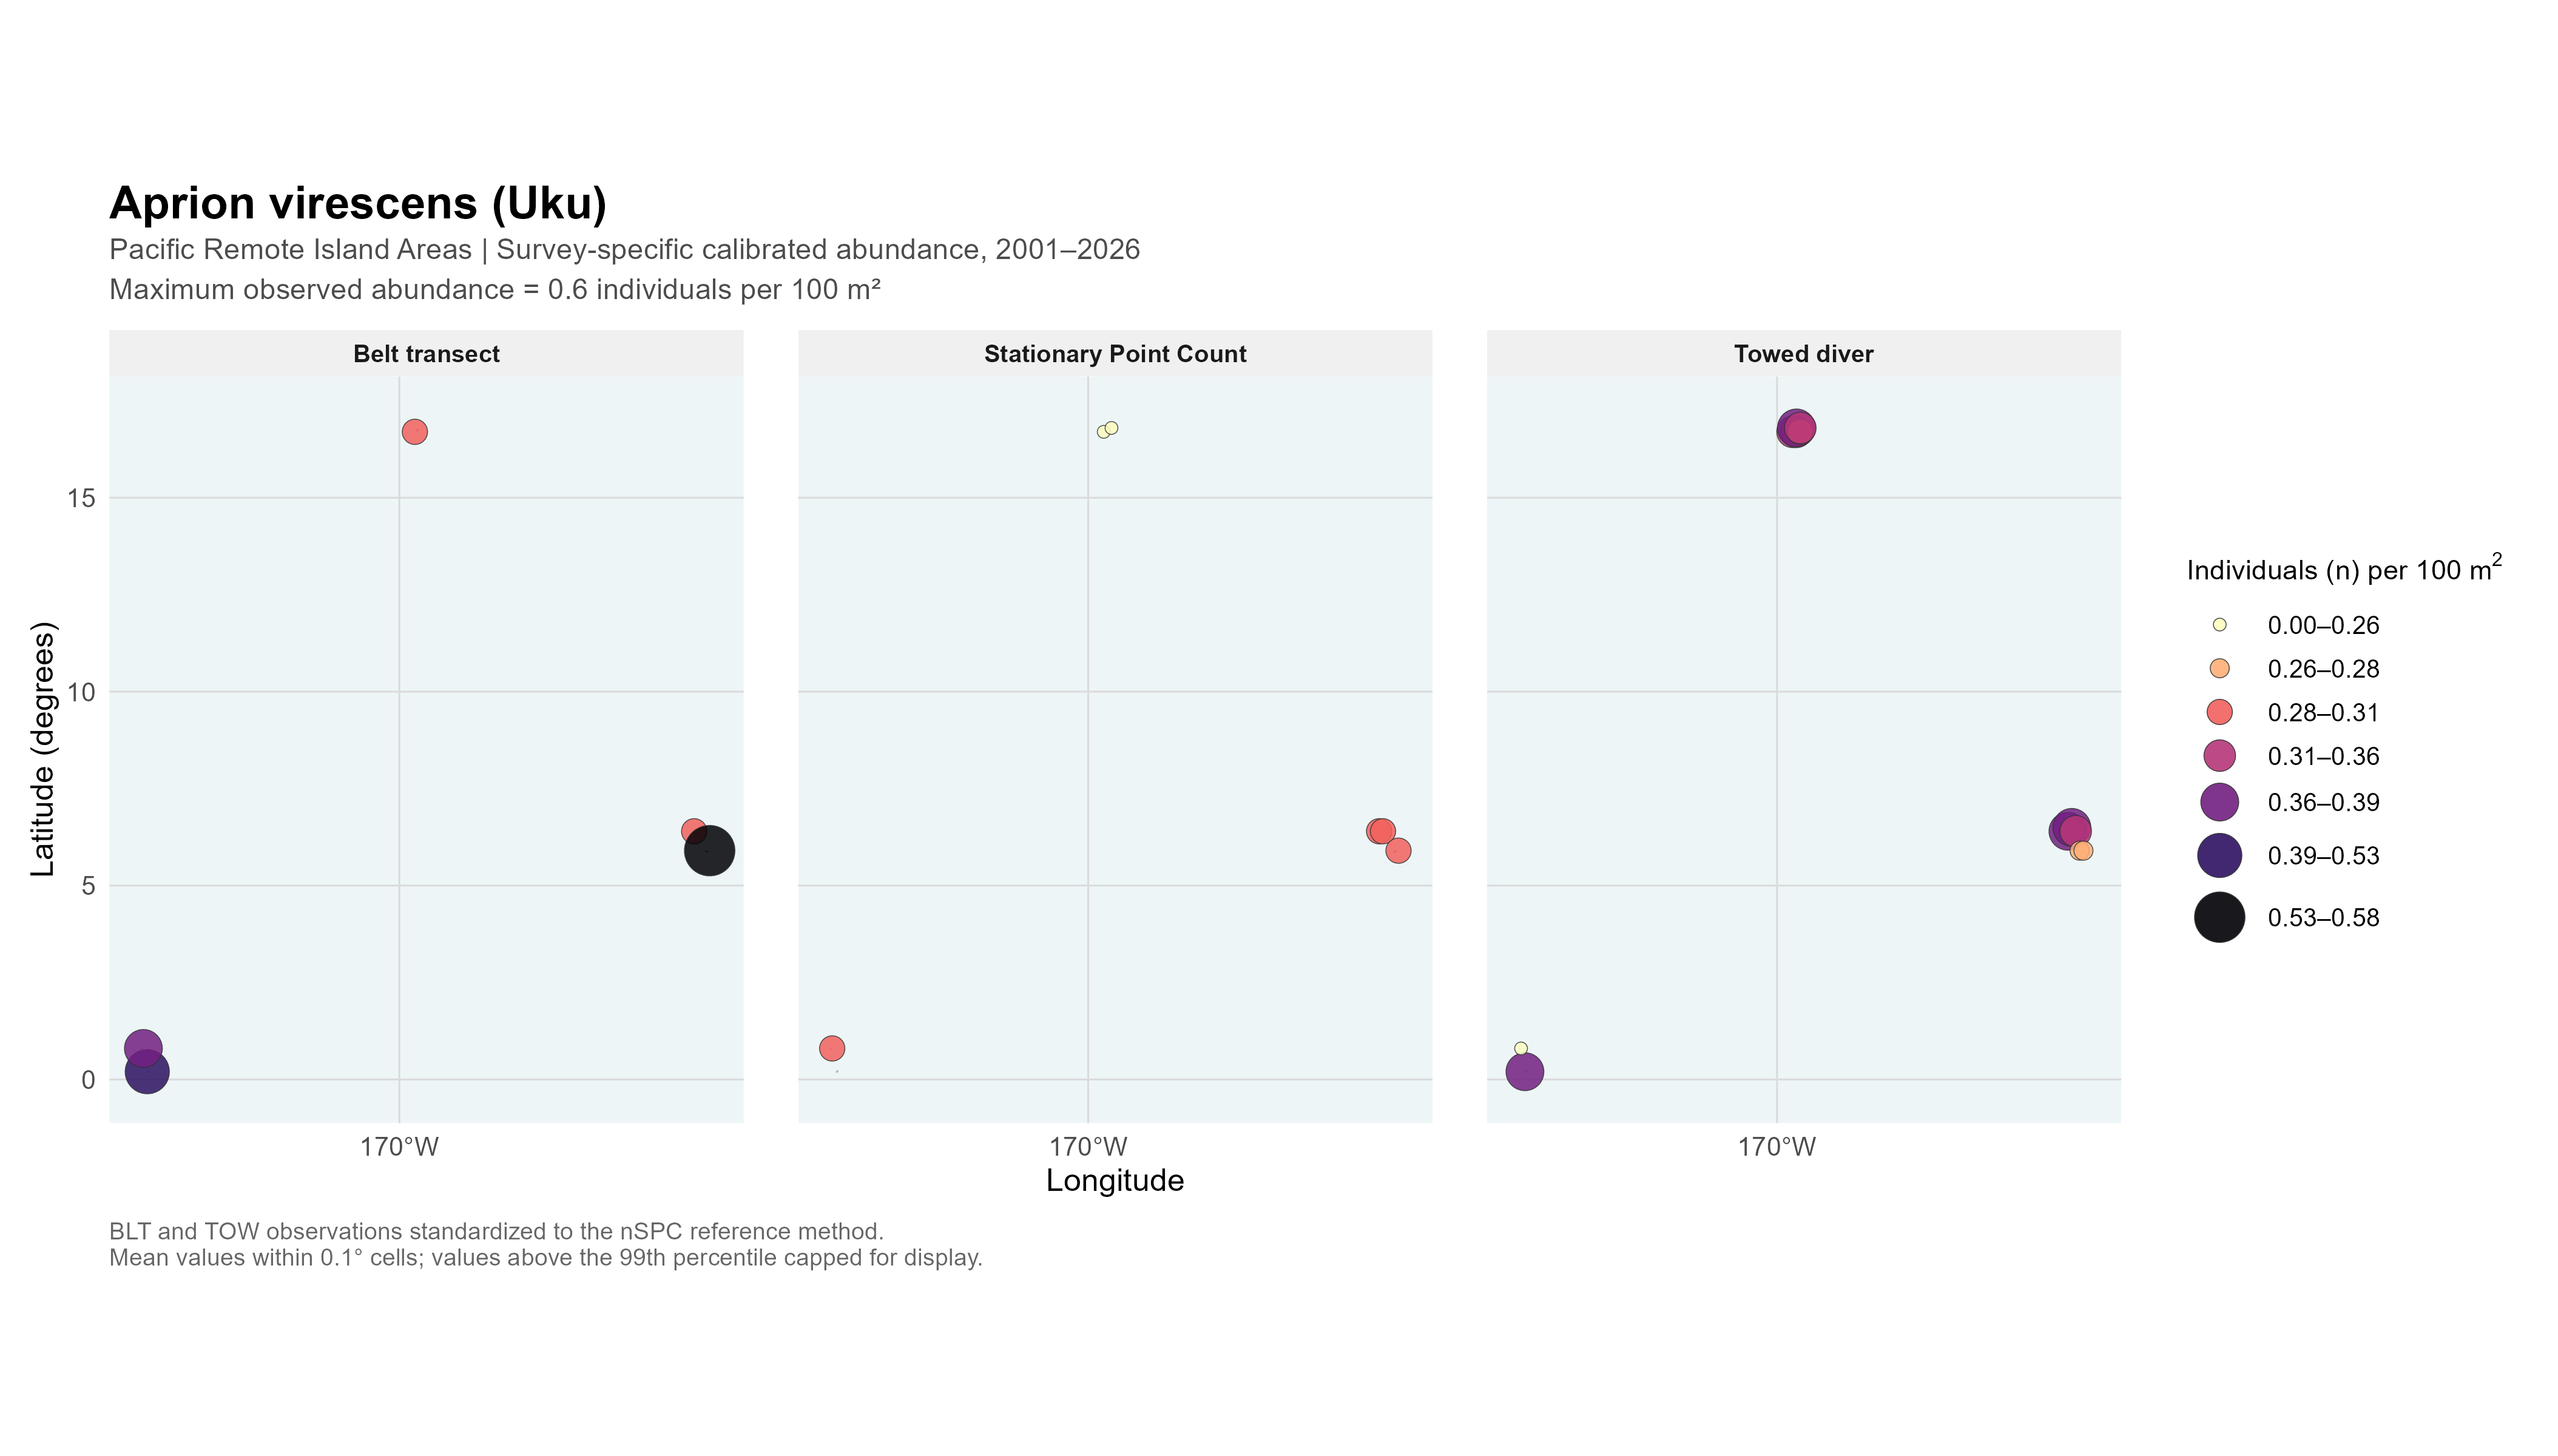 Aprion virescens (Uku)
Pacific Remote Island Areas | Survey-specific calibrated abundance, 2001–2026
Maximum observed abundance = 0.6 individuals per 100 m²
Belt transect
Stationary Point Count
Towed diver
Latitude (degrees)
15
10
5
0
170°W
170°W
170°W
Longitude
Individuals (n) per 100 m²
0.00–0.26
0.26–0.28
0.28–0.31
0.31–0.36
0.36–0.39
0.39–0.53
0.53–0.58
BLT and TOW observations standardized to the nSPC reference method.
Mean values within 0.1° cells; values above the 99th percentile capped for display.